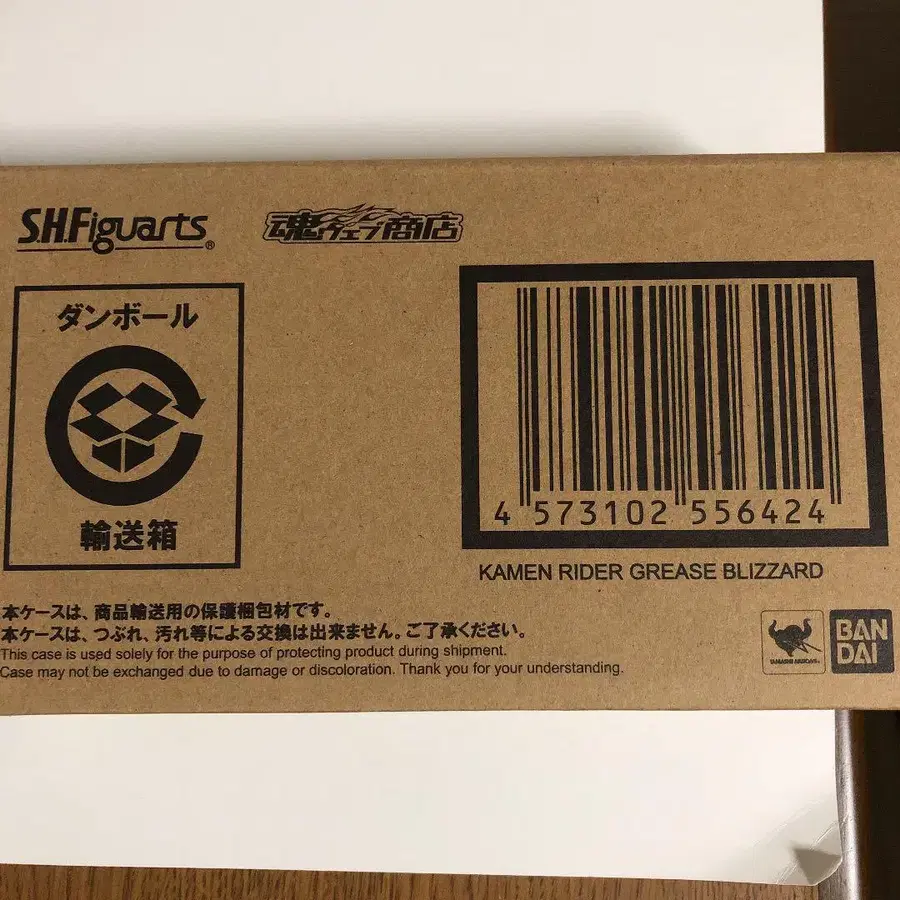 S.H.Figuarts®
魂ウェブ商店
ダンボール
輸送箱
4 573102 556424
KAMEN RIDER GREASE BLIZZARD
本ケースは、商品輸送用の保護梱包材です。
本ケースは、つぶれ、汚れ等による交換は出来ません。ご了承ください。
This case is used solely for the purpose of protecting product during shipment.
Case may not be exchanged due to damage or discoloration. Thank you for your understanding.
TAMASHII NATIONS
BAN
DAI